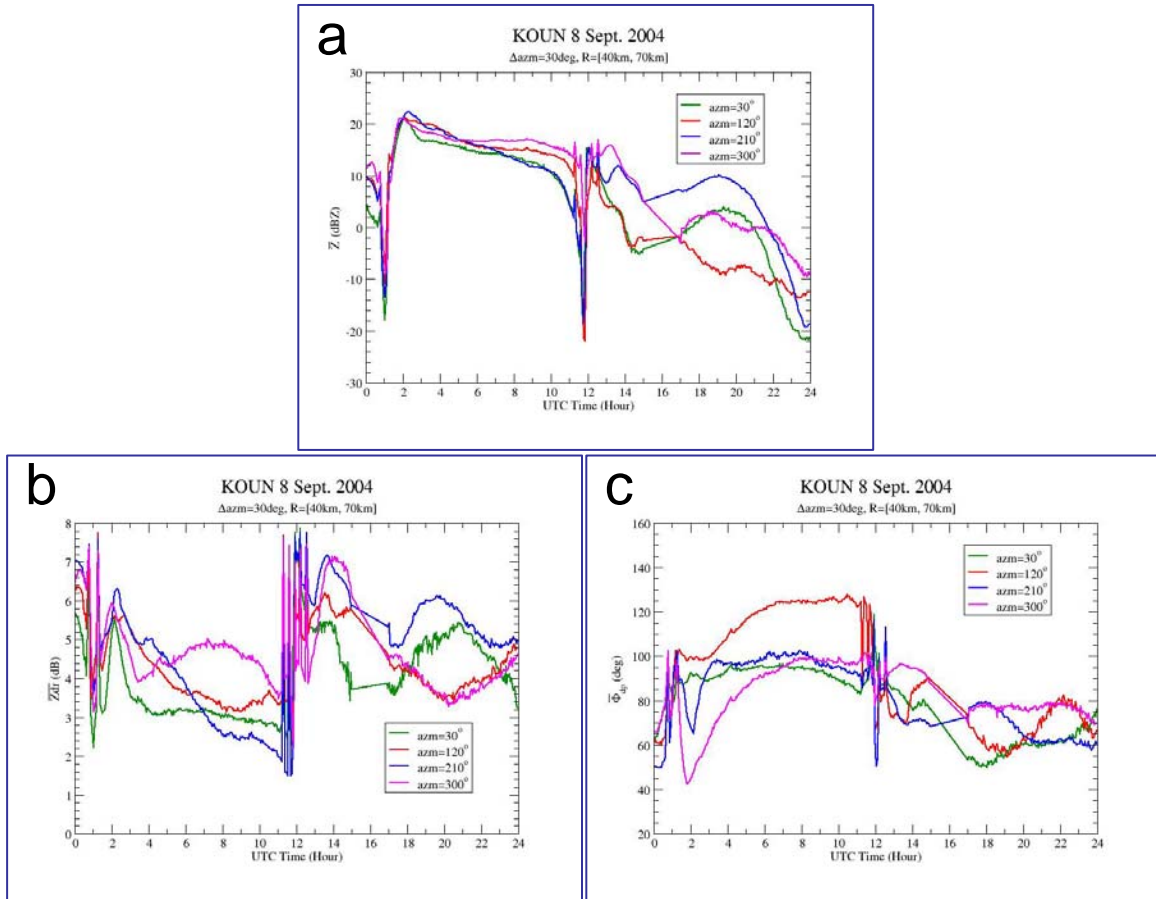 a
KOUN 8 Sept. 2004
Δazm=30deg, R=[40km, 70km]
30
20
10
0
-10
-20
-30
Z̅ (dBZ)
azm=30°
azm=120°
azm=210°
azm=300°
0 2 4 6 8 10 12 14 16 18 20 22 24
UTC Time (Hour)
b
KOUN 8 Sept. 2004
Δazm=30deg, R=[40km, 70km]
8
7
6
5
4
3
2
1
0
Z̅d̅r̅ (dB)
azm=30°
azm=120°
azm=210°
azm=300°
0 2 4 6 8 10 12 14 16 18 20 22 24
UTC Time (Hour)
c
KOUN 8 Sept. 2004
Δazm=30deg, R=[40km, 70km]
160
140
120
100
80
60
40
20
Φ̅dp (deg)
azm=30°
azm=120°
azm=210°
azm=300°
0 2 4 6 8 10 12 14 16 18 20 22 24
UTC Time (Hour)